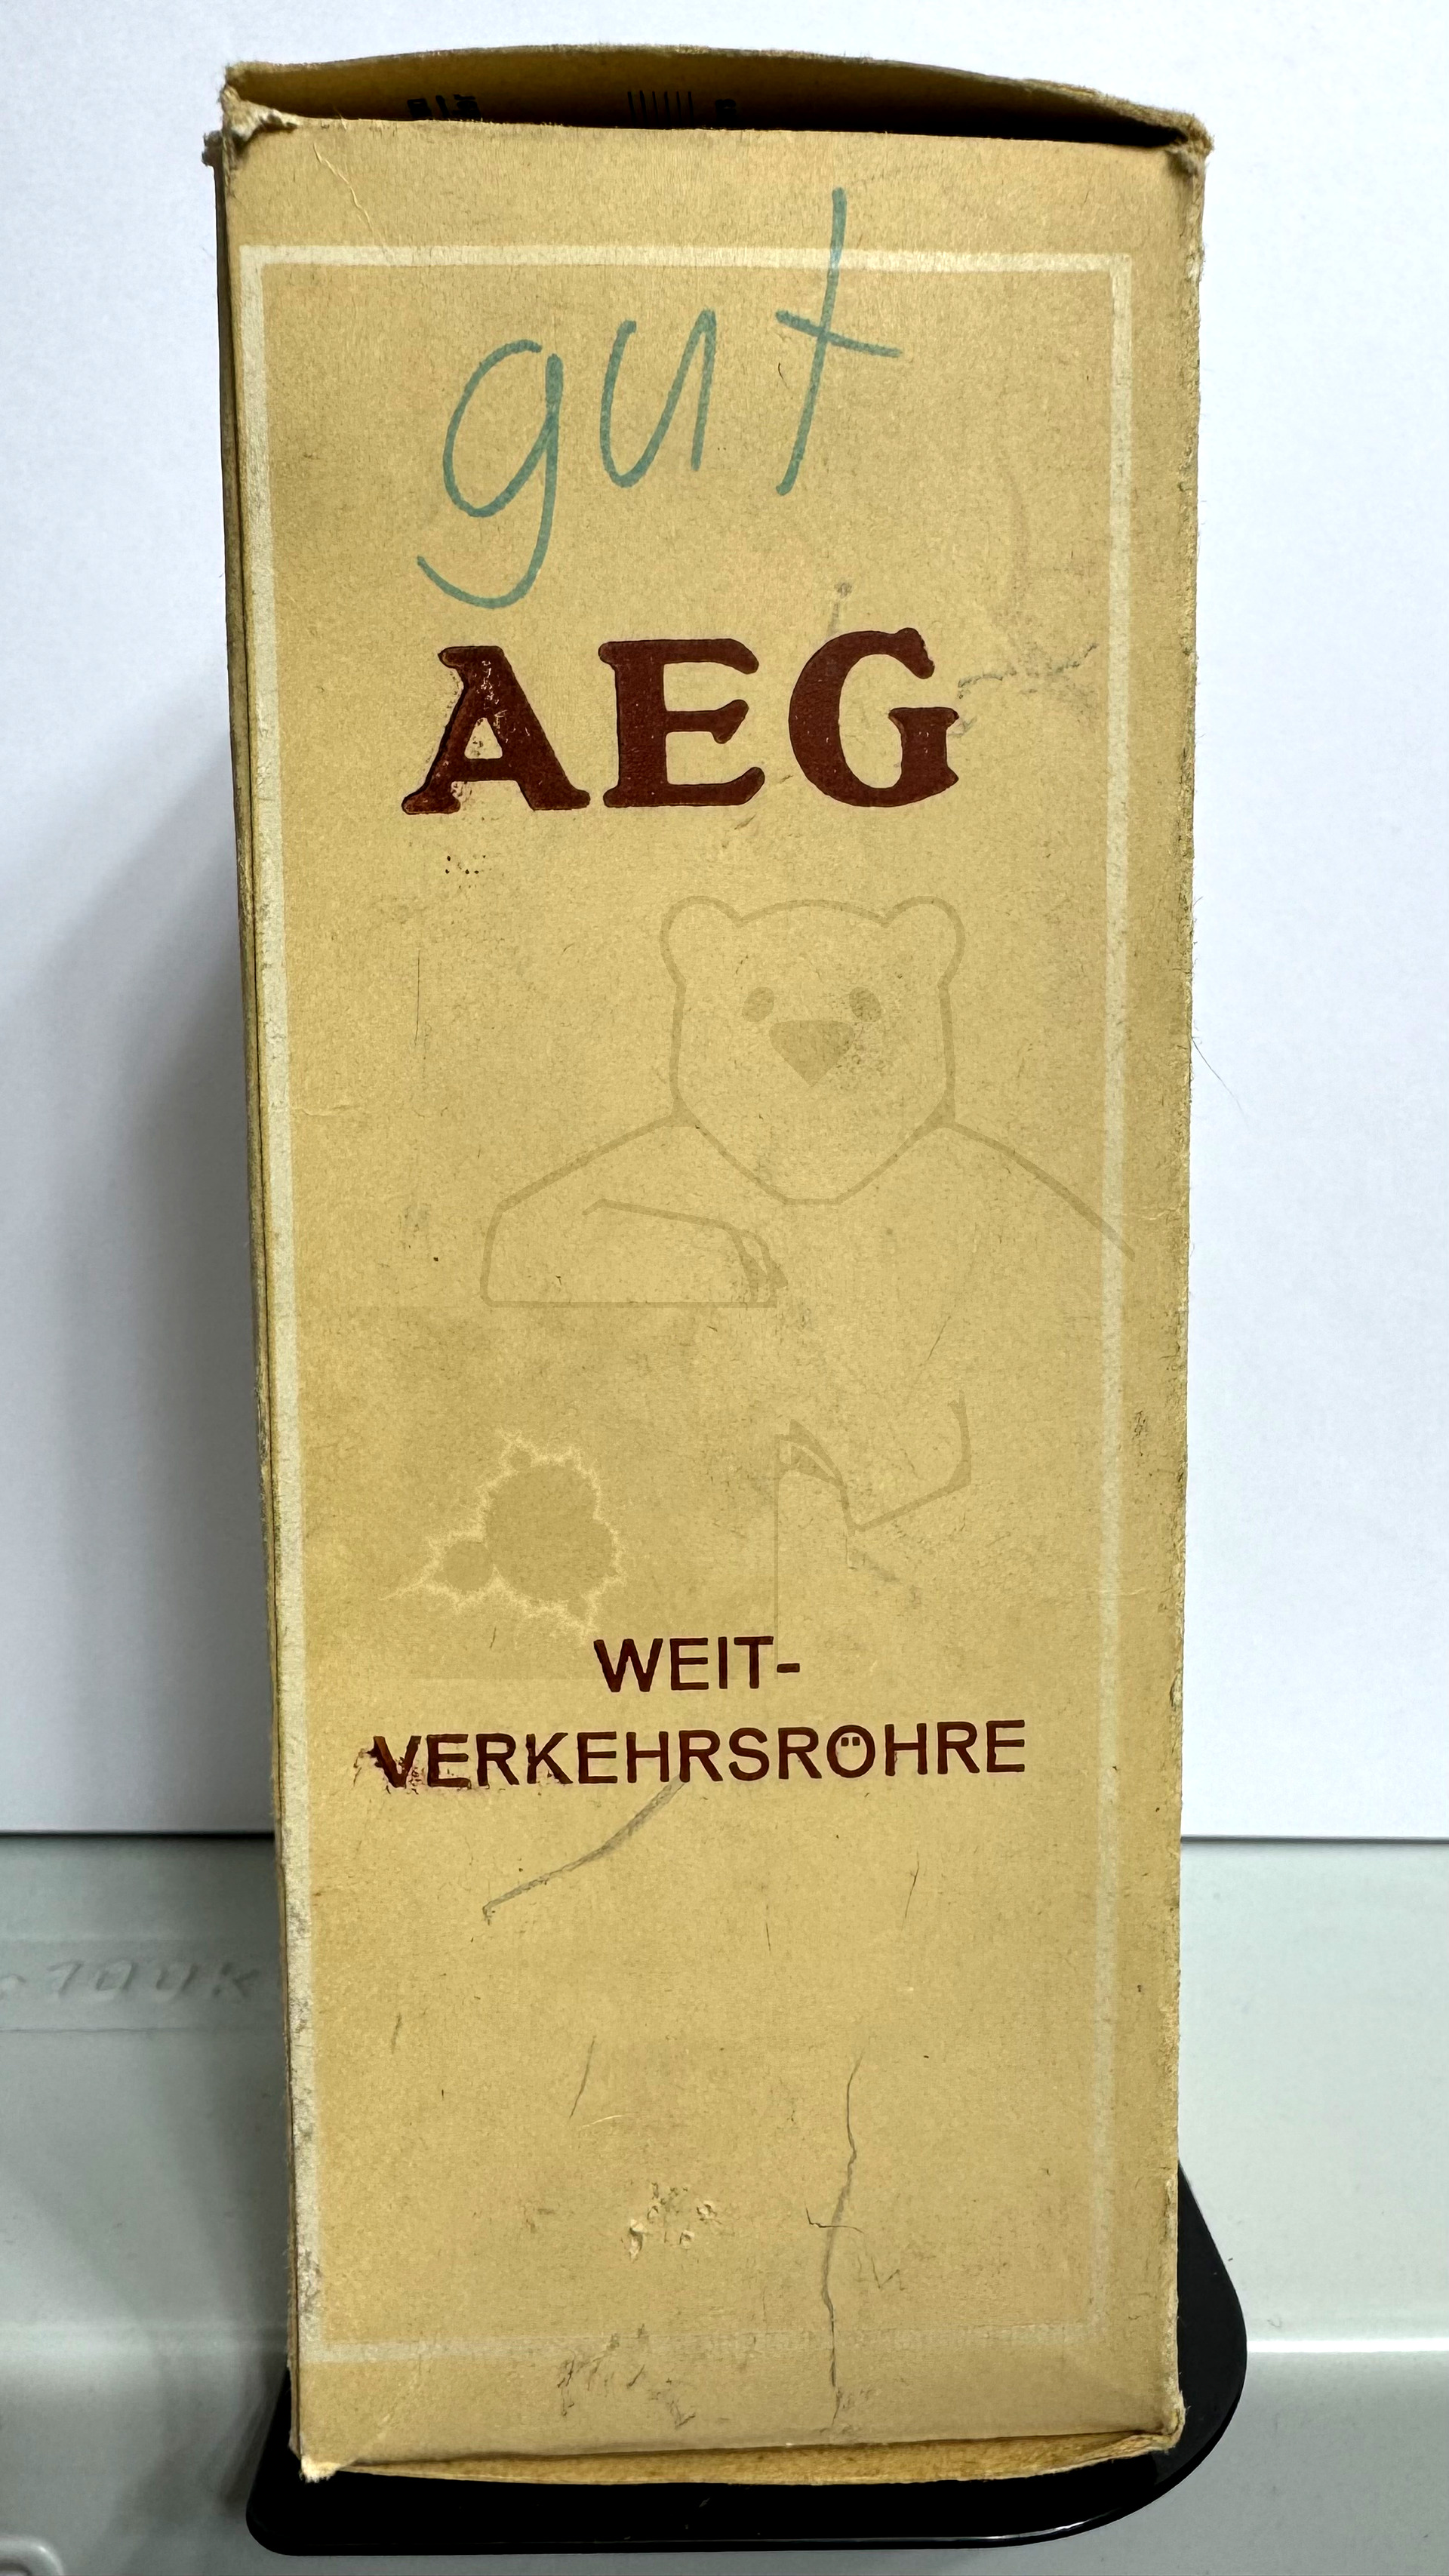 gut
AEG
WEIT-
VERKEHRSRÖHRE